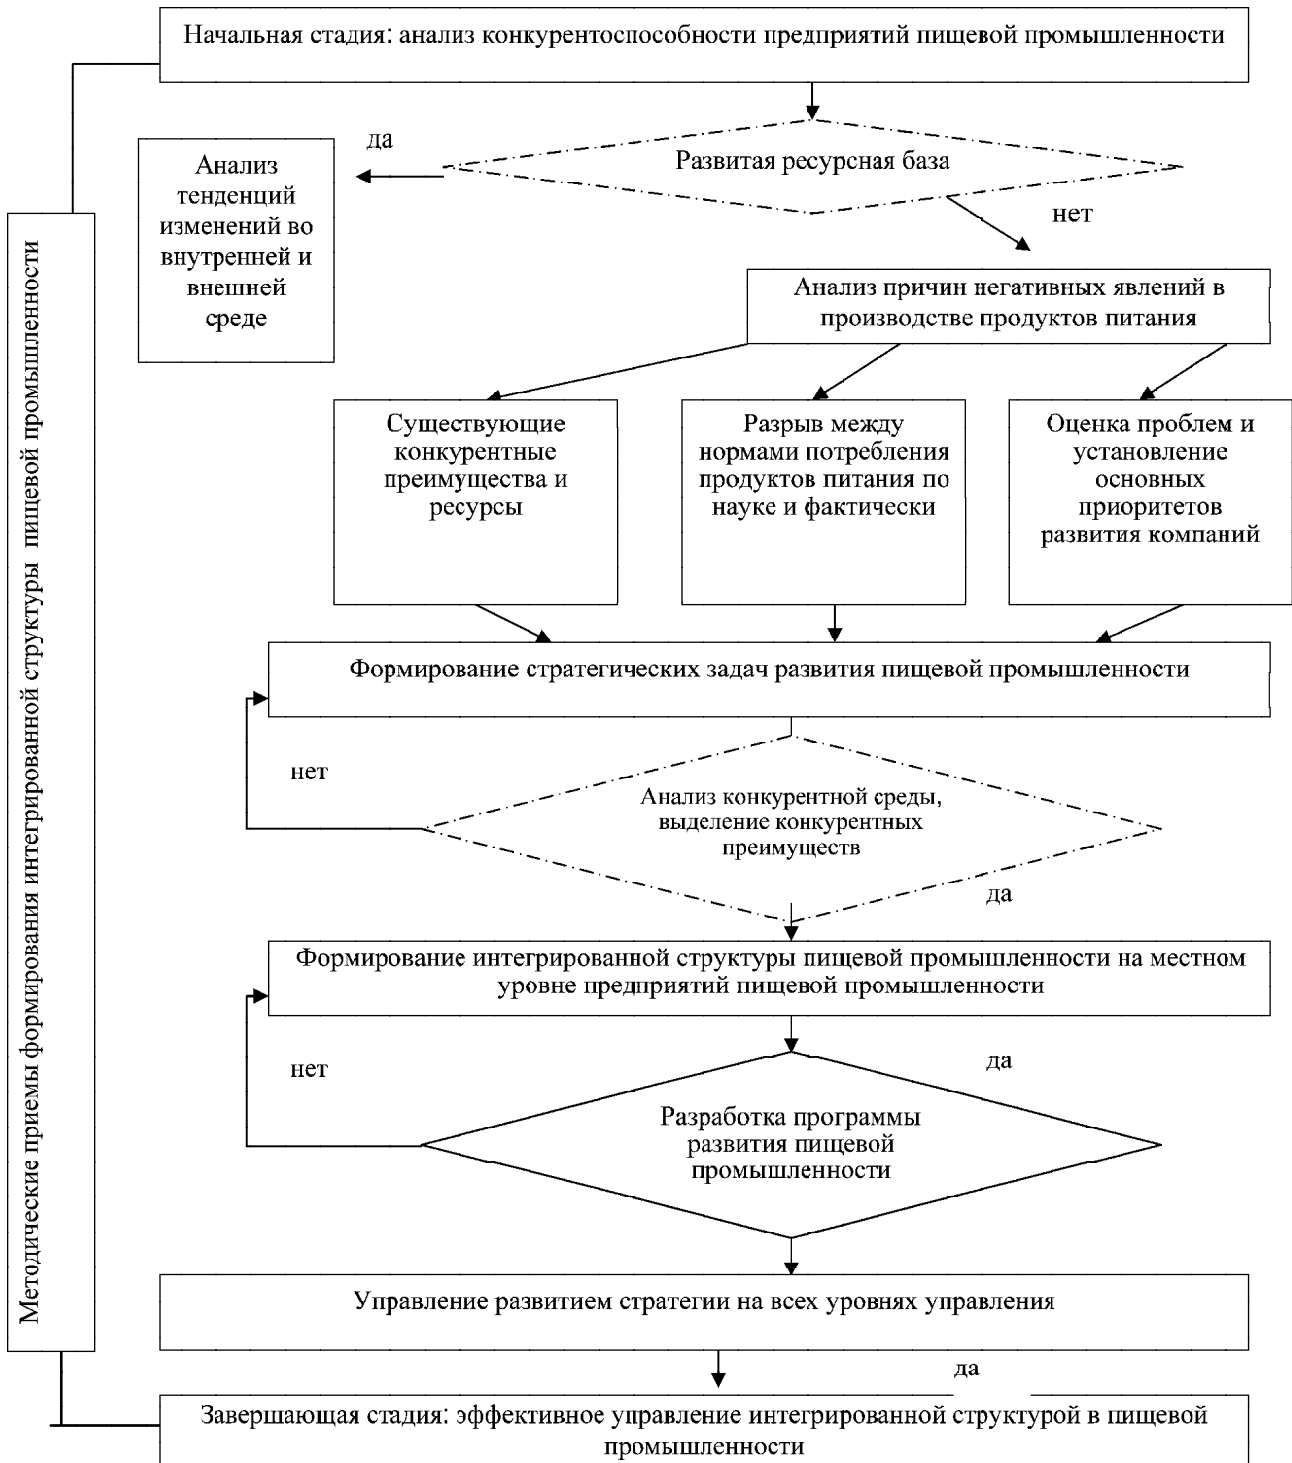 Начальная стадия: анализ конкурентоспособности предприятий пищевой промышленности
да
Развитая ресурсная база
нет
Анализ
тенденций
изменений во
внутренней и
внешней
среде
Анализ причин негативных явлений в
производстве продуктов питания
Существующие
конкурентные
преимущества и
ресурсы
Разрыв между
нормами потребления
продуктов питания по
науке и фактически
Оценка проблем и
установление
основных
приоритетов
развития компаний
Формирование стратегических задач развития пищевой промышленности
нет
Анализ конкурентной среды,
выделение конкурентных
преимуществ
да
Формирование интегрированной структуры пищевой промышленности на местном
уровне предприятий пищевой промышленности
нет
да
Разработка программы
развития пищевой
промышленности
Управление развитием стратегии на всех уровнях управления
да
Завершающая стадия: эффективное управление интегрированной структурой в пищевой
промышленности
Методические приемы формирования интегрированной структуры пищевой промышленности